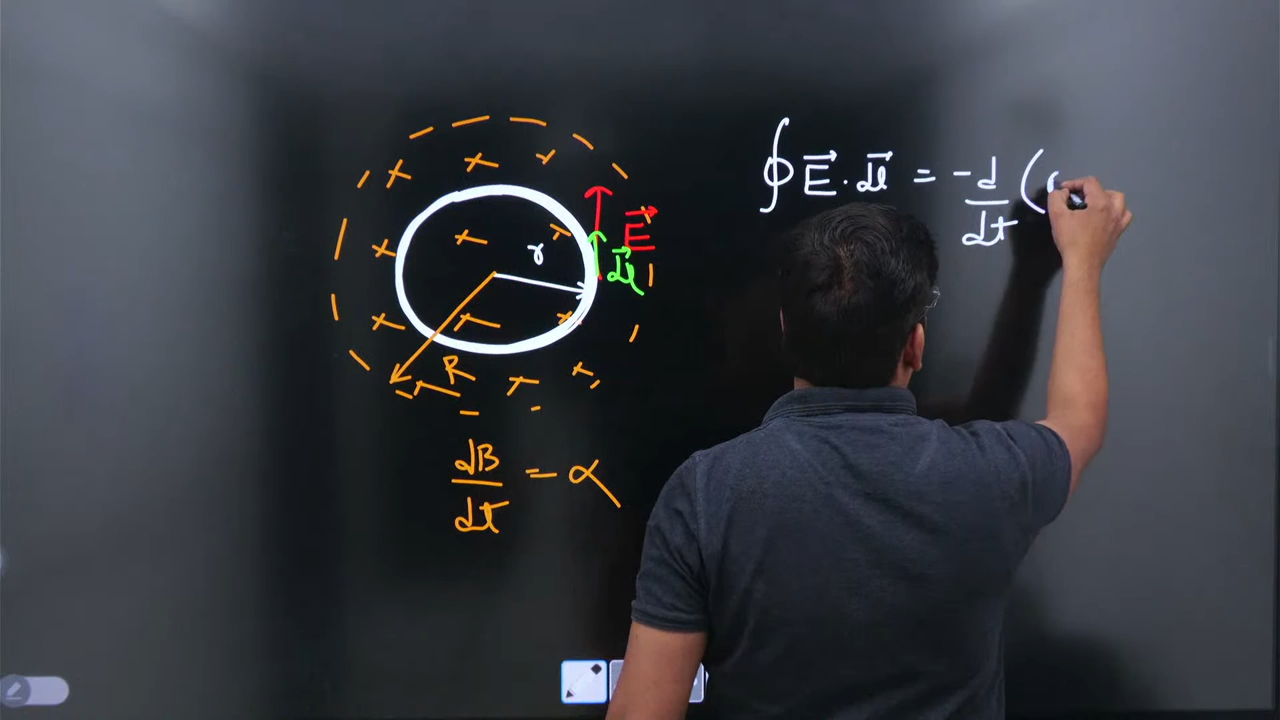 ∮ E⃗ · dl⃗ = -d/dt (
r
E⃗
dl⃗
R
dB/dt = α